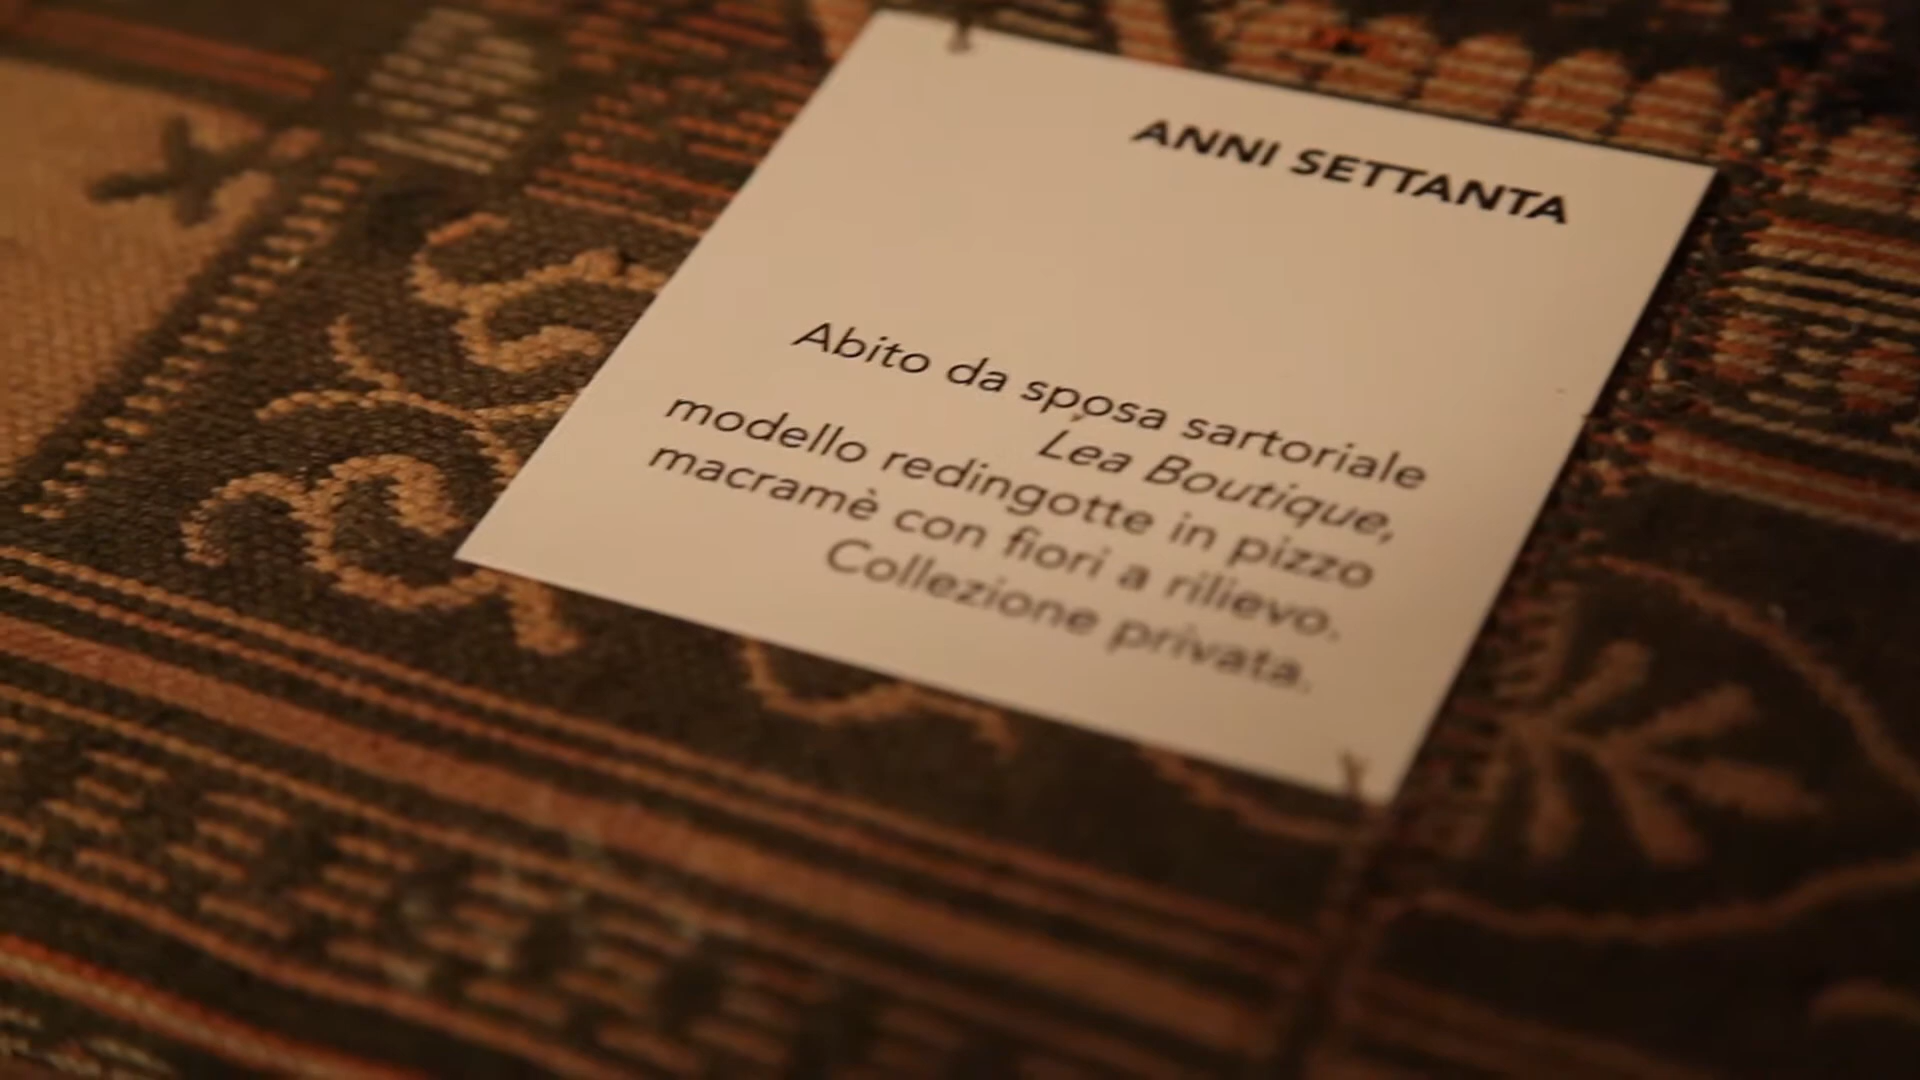 ANNI SETTANTA
Abito da sposa sartoriale
Lea Boutique,
modello redingotte in pizzo
macramè con fiori a rilievo.
Collezione privata.